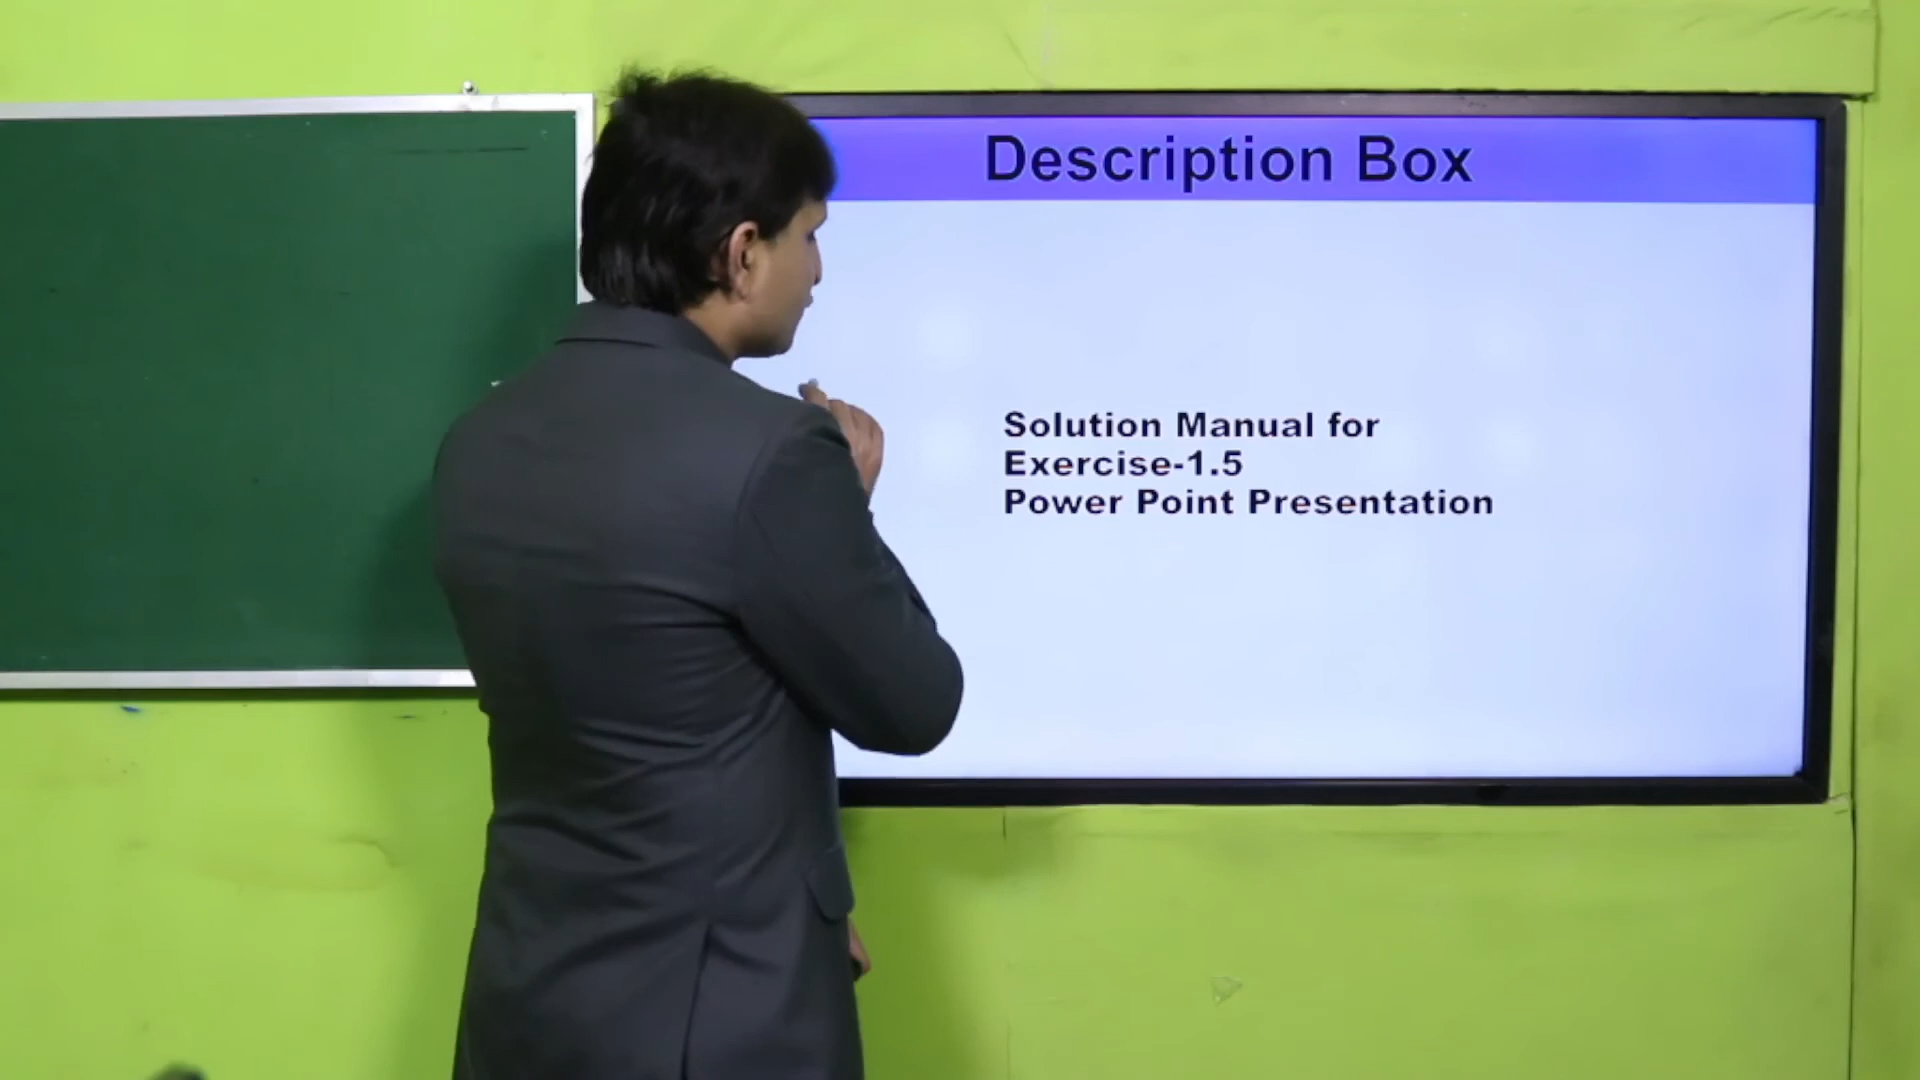 Description Box
Solution Manual for
Exercise-1.5
Power Point Presentation